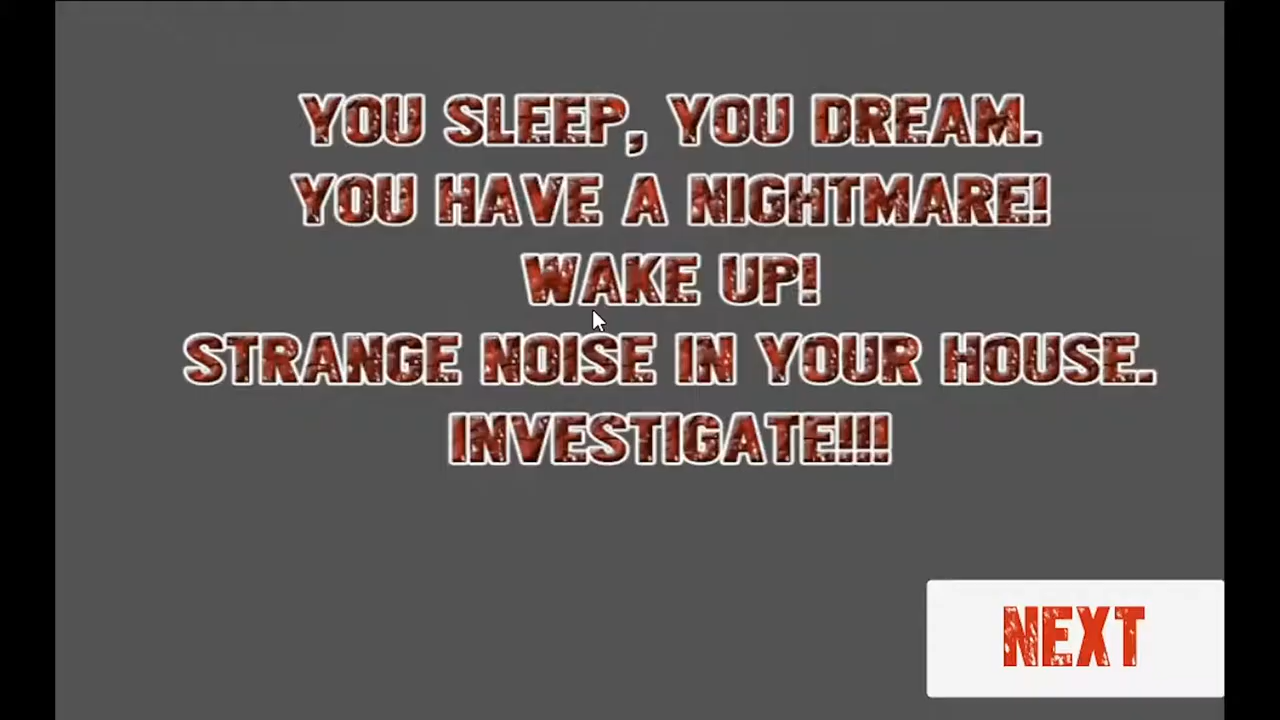 YOU SLEEP, YOU DREAM.
YOU HAVE A NIGHTMARE!
WAKE UP!
STRANGE NOISE IN YOUR HOUSE.
INVESTIGATE!!!
NEXT